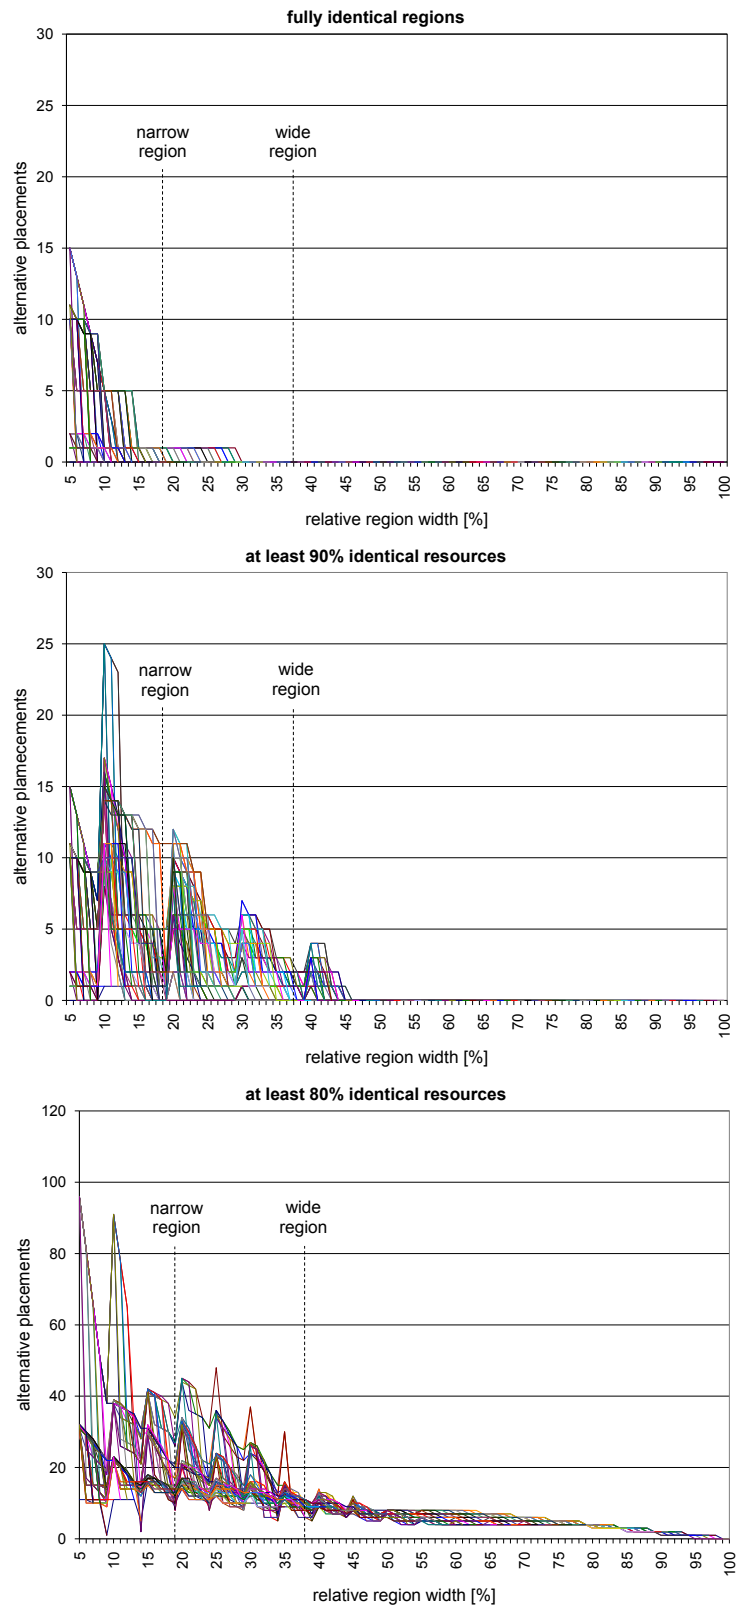 fully identical regions
30
25
20
15
10
5
0
narrow
region
wide
region
alternative placements
5 10 15 20 25 30 35 40 45 50 55 60 65 70 75 80 85 90 95 100
relative region width [%]
at least 90% identical resources
30
25
20
15
10
5
0
narrow
region
wide
region
alternative plamecements
5 10 15 20 25 30 35 40 45 50 55 60 65 70 75 80 85 90 95 100
relative region width [%]
at least 80% identical resources
120
100
80
60
40
20
0
narrow
region
wide
region
alternative placements
5 10 15 20 25 30 35 40 45 50 55 60 65 70 75 80 85 90 95 100
relative region width [%]